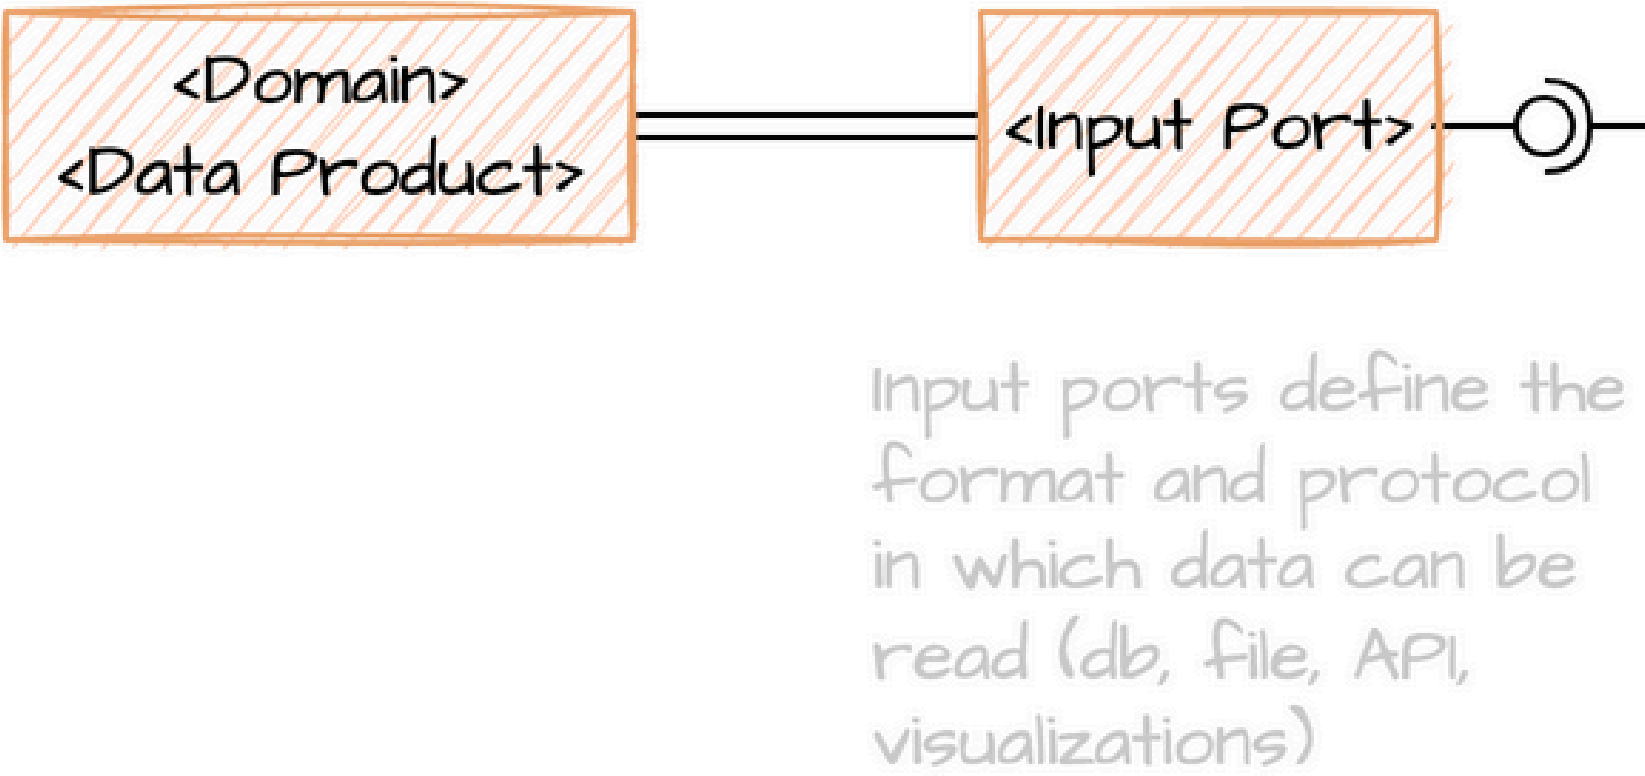 <Domain>
<Data Product>
<Input Port>
Input ports define the
format and protocol
in which data can be
read (db, file, API,
visualizations)